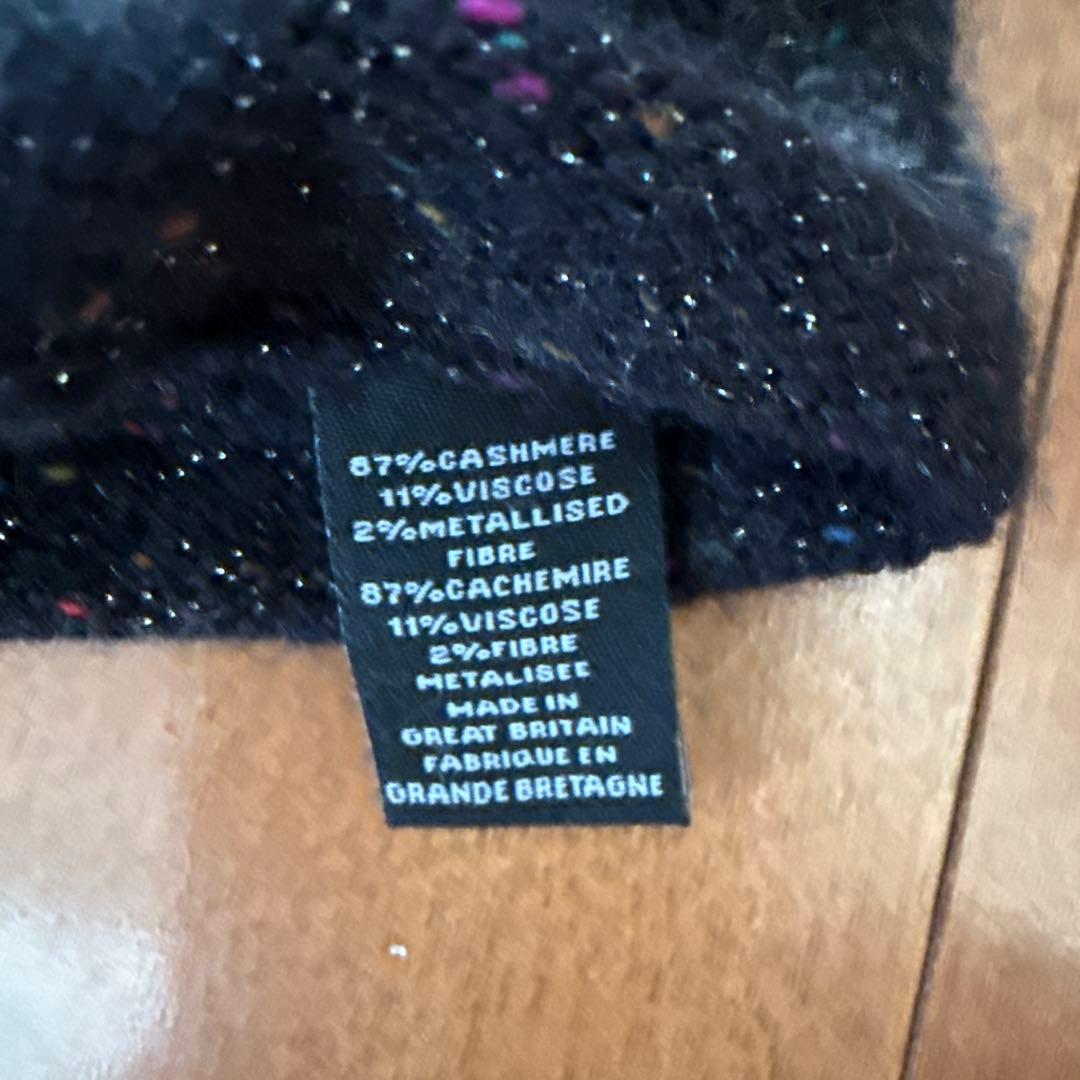 87%CASHMERE
11%VISCOSE
2%METALLISED
FIBRE
87%CACHEMIRE
11%VISCOSE
2%FIBRE
METALISEE
MADE IN
GREAT BRITAIN
FABRIQUE EN
GRANDE BRETAGNE